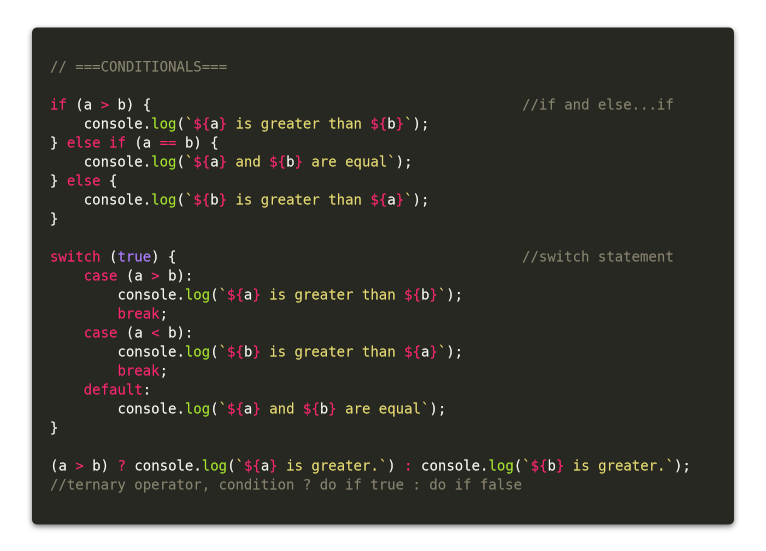 // ===CONDITIONALS===
if (a > b) { //if and else...if
console.log(`${a} is greater than ${b}`);
} else if (a == b) {
console.log(`${a} and ${b} are equal`);
} else {
console.log(`${b} is greater than ${a}`);
}
switch (true) { //switch statement
case (a > b):
console.log(`${a} is greater than ${b}`);
break;
case (a < b):
console.log(`${b} is greater than ${a}`);
break;
default:
console.log(`${a} and ${b} are equal`);
}
(a > b) ? console.log(`${a} is greater.`) : console.log(`${b} is greater.`);
//ternary operator, condition ? do if true : do if false